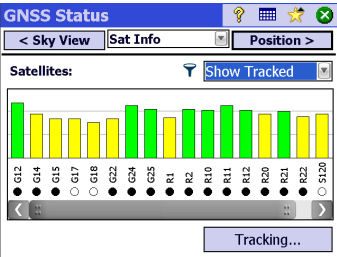 GNSS Status
?
< Sky View
Sat Info
Position >
Satellites:
Show Tracked
G12 G14 G15 G17 G18 G22 G24 G25 R1 R2 R10 R11 R12 R20 R21 R22 S120
Tracking...